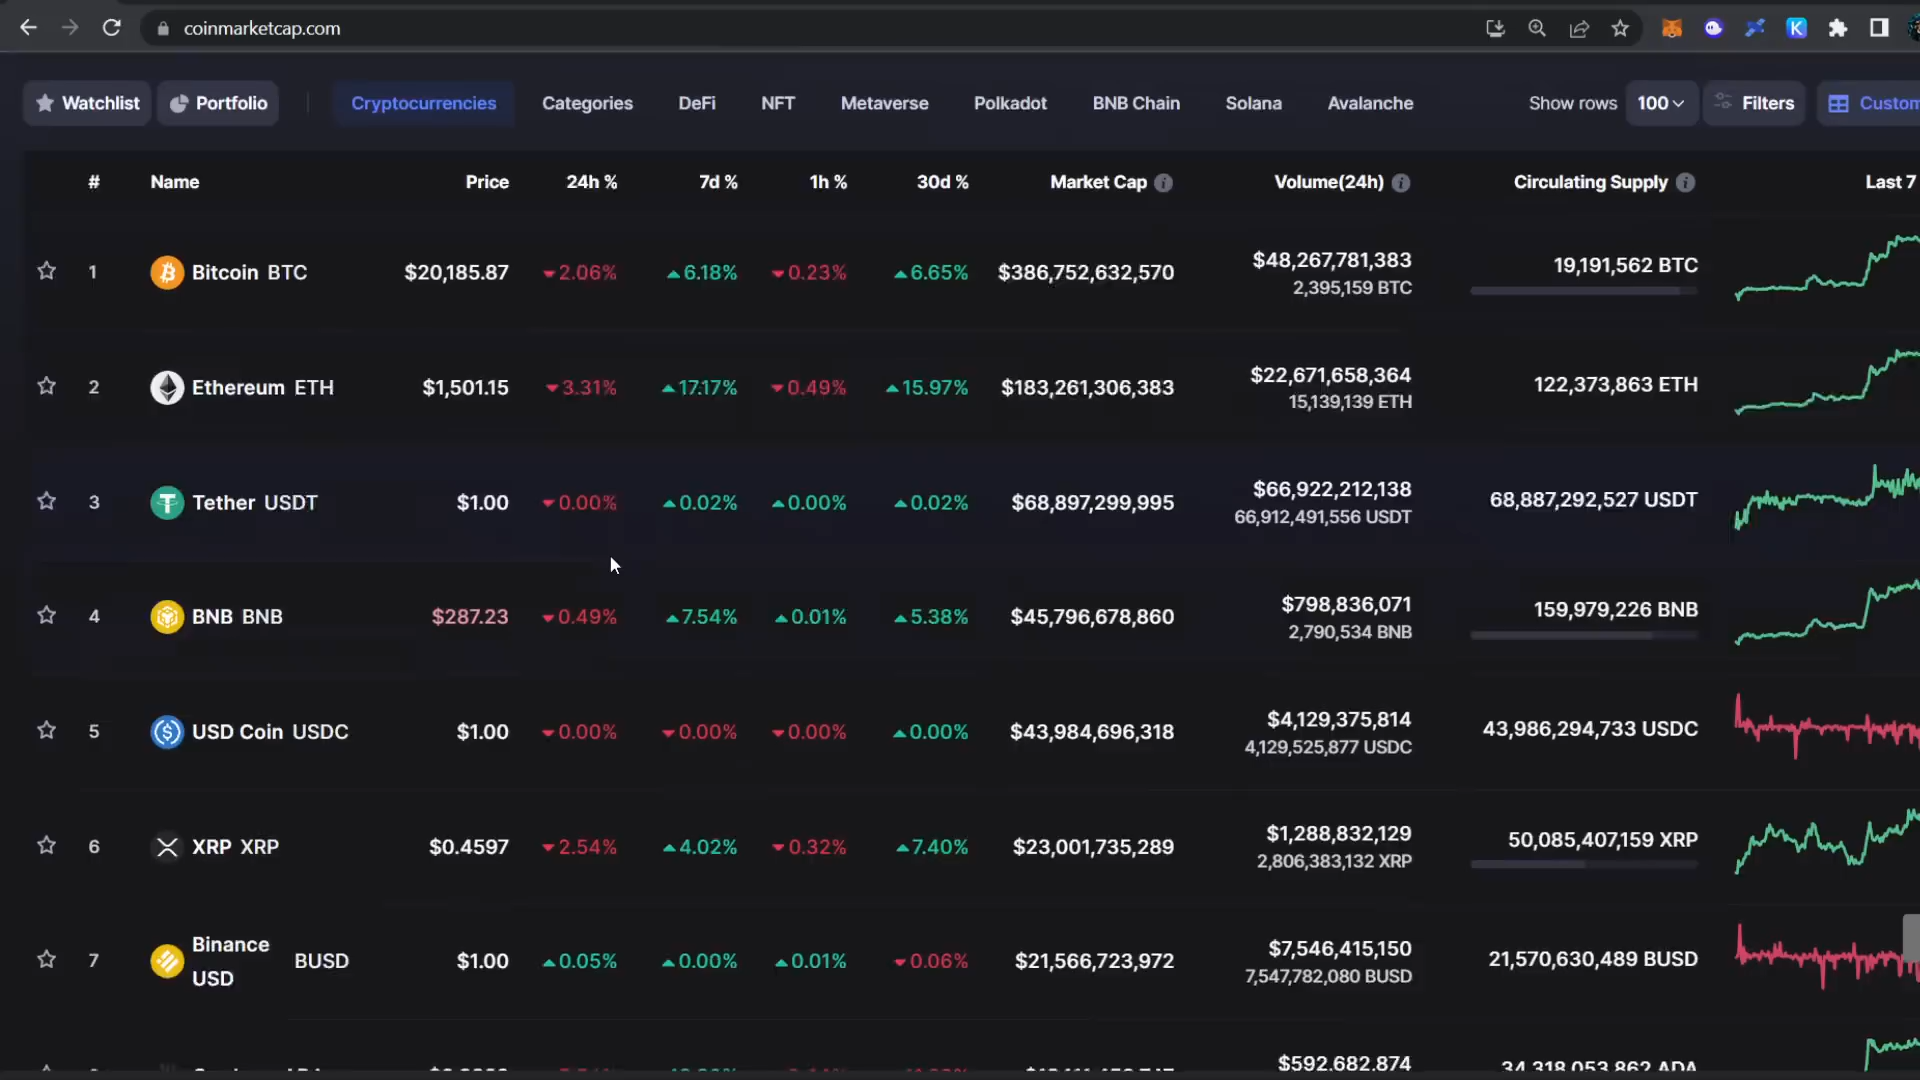 coinmarketcap.com
Watchlist Portfolio Cryptocurrencies Categories DeFi NFT Metaverse Polkadot BNB Chain Solana Avalanche Show rows 100 Filters Custom
# Name Price 24h % 7d % 1h % 30d % Market Cap Volume(24h) Circulating Supply Last 7
1 Bitcoin BTC $20,185.87 2.06% 6.18% 0.23% 6.65% $386,752,632,570 $48,267,781,383 19,191,562 BTC
2,395,159 BTC
2 Ethereum ETH $1,501.15 3.31% 17.17% 0.49% 15.97% $183,261,306,383 $22,671,658,364 122,373,863 ETH
15,139,139 ETH
3 Tether USDT $1.00 0.00% 0.02% 0.00% 0.02% $68,897,299,995 $66,922,212,138 68,887,292,527 USDT
66,912,491,556 USDT
4 BNB BNB $287.23 0.49% 7.54% 0.01% 5.38% $45,796,678,860 $798,836,071 159,979,226 BNB
2,790,534 BNB
5 USD Coin USDC $1.00 0.00% 0.00% 0.00% 0.00% $43,984,696,318 $4,129,375,814 43,986,294,733 USDC
4,129,525,877 USDC
6 XRP XRP $0.4597 2.54% 4.02% 0.32% 7.40% $23,001,735,289 $1,288,832,129 50,085,407,159 XRP
2,806,383,132 XRP
7 Binance USD BUSD $1.00 0.05% 0.00% 0.01% 0.06% $21,566,723,972 $7,546,415,150 21,570,630,489 BUSD
7,547,782,080 BUSD
$592,682,874 34,318,053,862 ADA